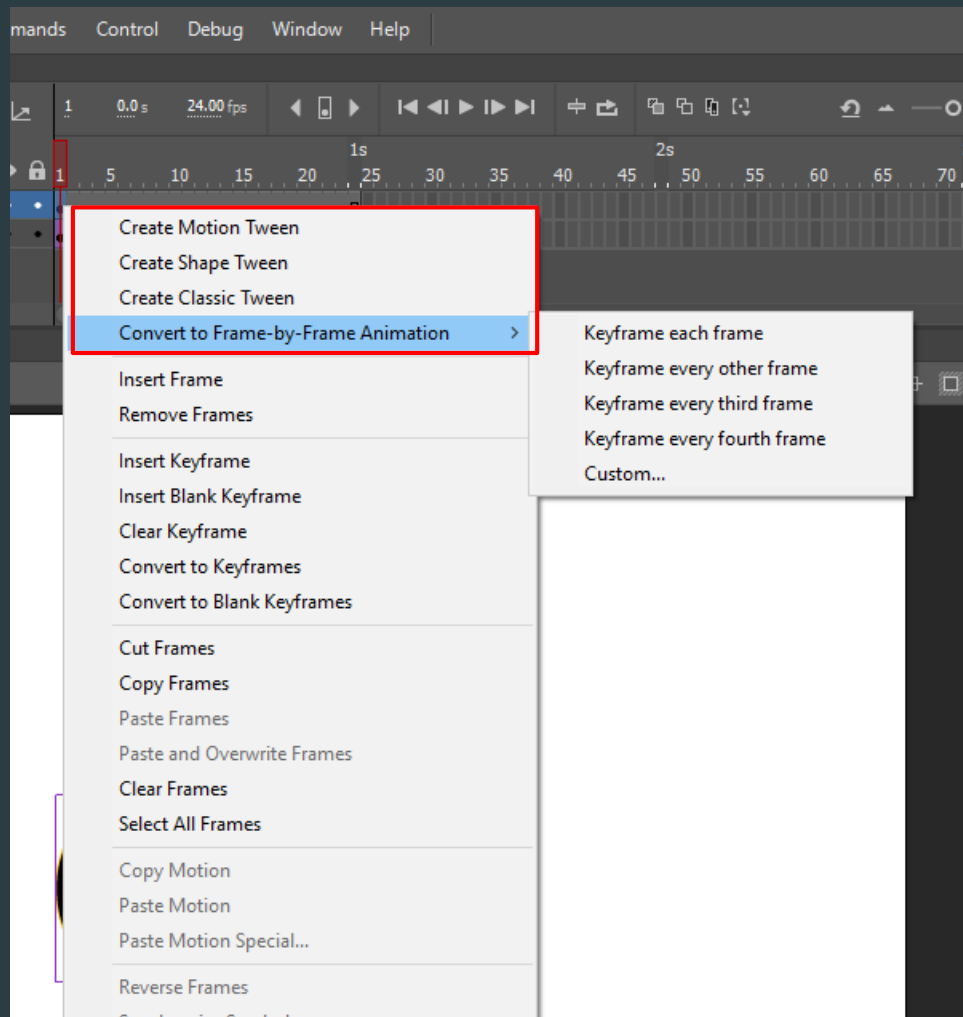 mands Control Debug Window Help
1 0.0 s 24.00 fps
1s 2s
1 5 10 15 20 25 30 35 40 45 50 55 60 65 70
Create Motion Tween
Create Shape Tween
Create Classic Tween
Convert to Frame-by-Frame Animation
Keyframe each frame
Keyframe every other frame
Keyframe every third frame
Keyframe every fourth frame
Custom...
Insert Frame
Remove Frames
Insert Keyframe
Insert Blank Keyframe
Clear Keyframe
Convert to Keyframes
Convert to Blank Keyframes
Cut Frames
Copy Frames
Paste Frames
Paste and Overwrite Frames
Clear Frames
Select All Frames
Copy Motion
Paste Motion
Paste Motion Special...
Reverse Frames